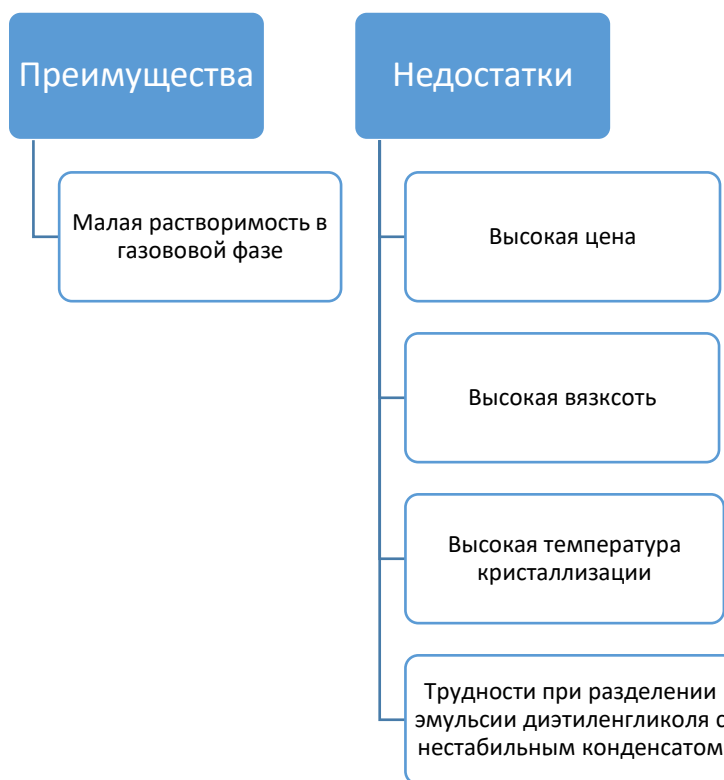 Преимущества
Малая растворимость в
газововой фазе
Недостатки
Высокая цена
Высокая вязксоть
Высокая температура
кристаллизации
Трудности при разделении
эмульсии диэтиленгликоля с
нестабильным конденсатом